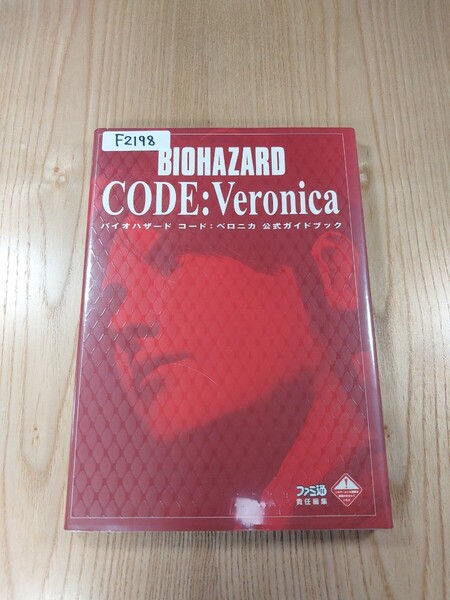 F2198
BIOHAZARD
CODE:Veronica
バイオハザード コード:ベロニカ 公式ガイドブック
ファミ通
責任編集